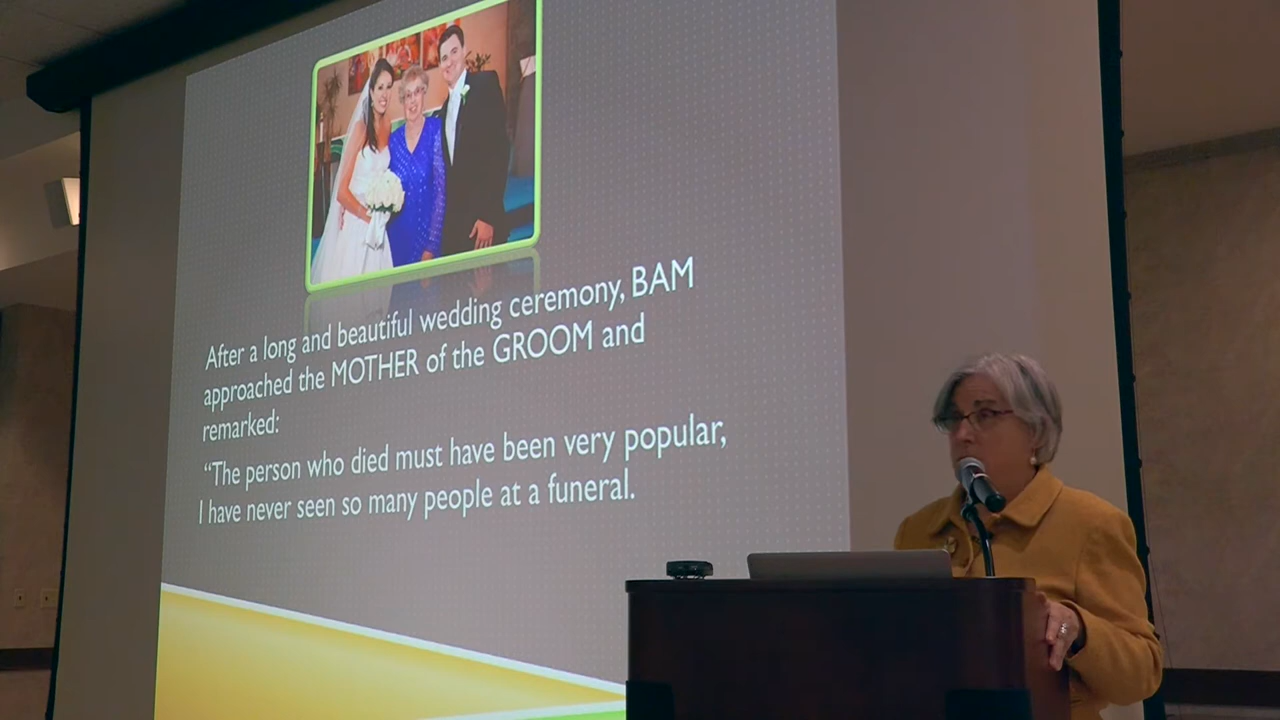 After a long and beautiful wedding ceremony, BAM
approached the MOTHER of the GROOM and
remarked:
“The person who died must have been very popular,
I have never seen so many people at a funeral.